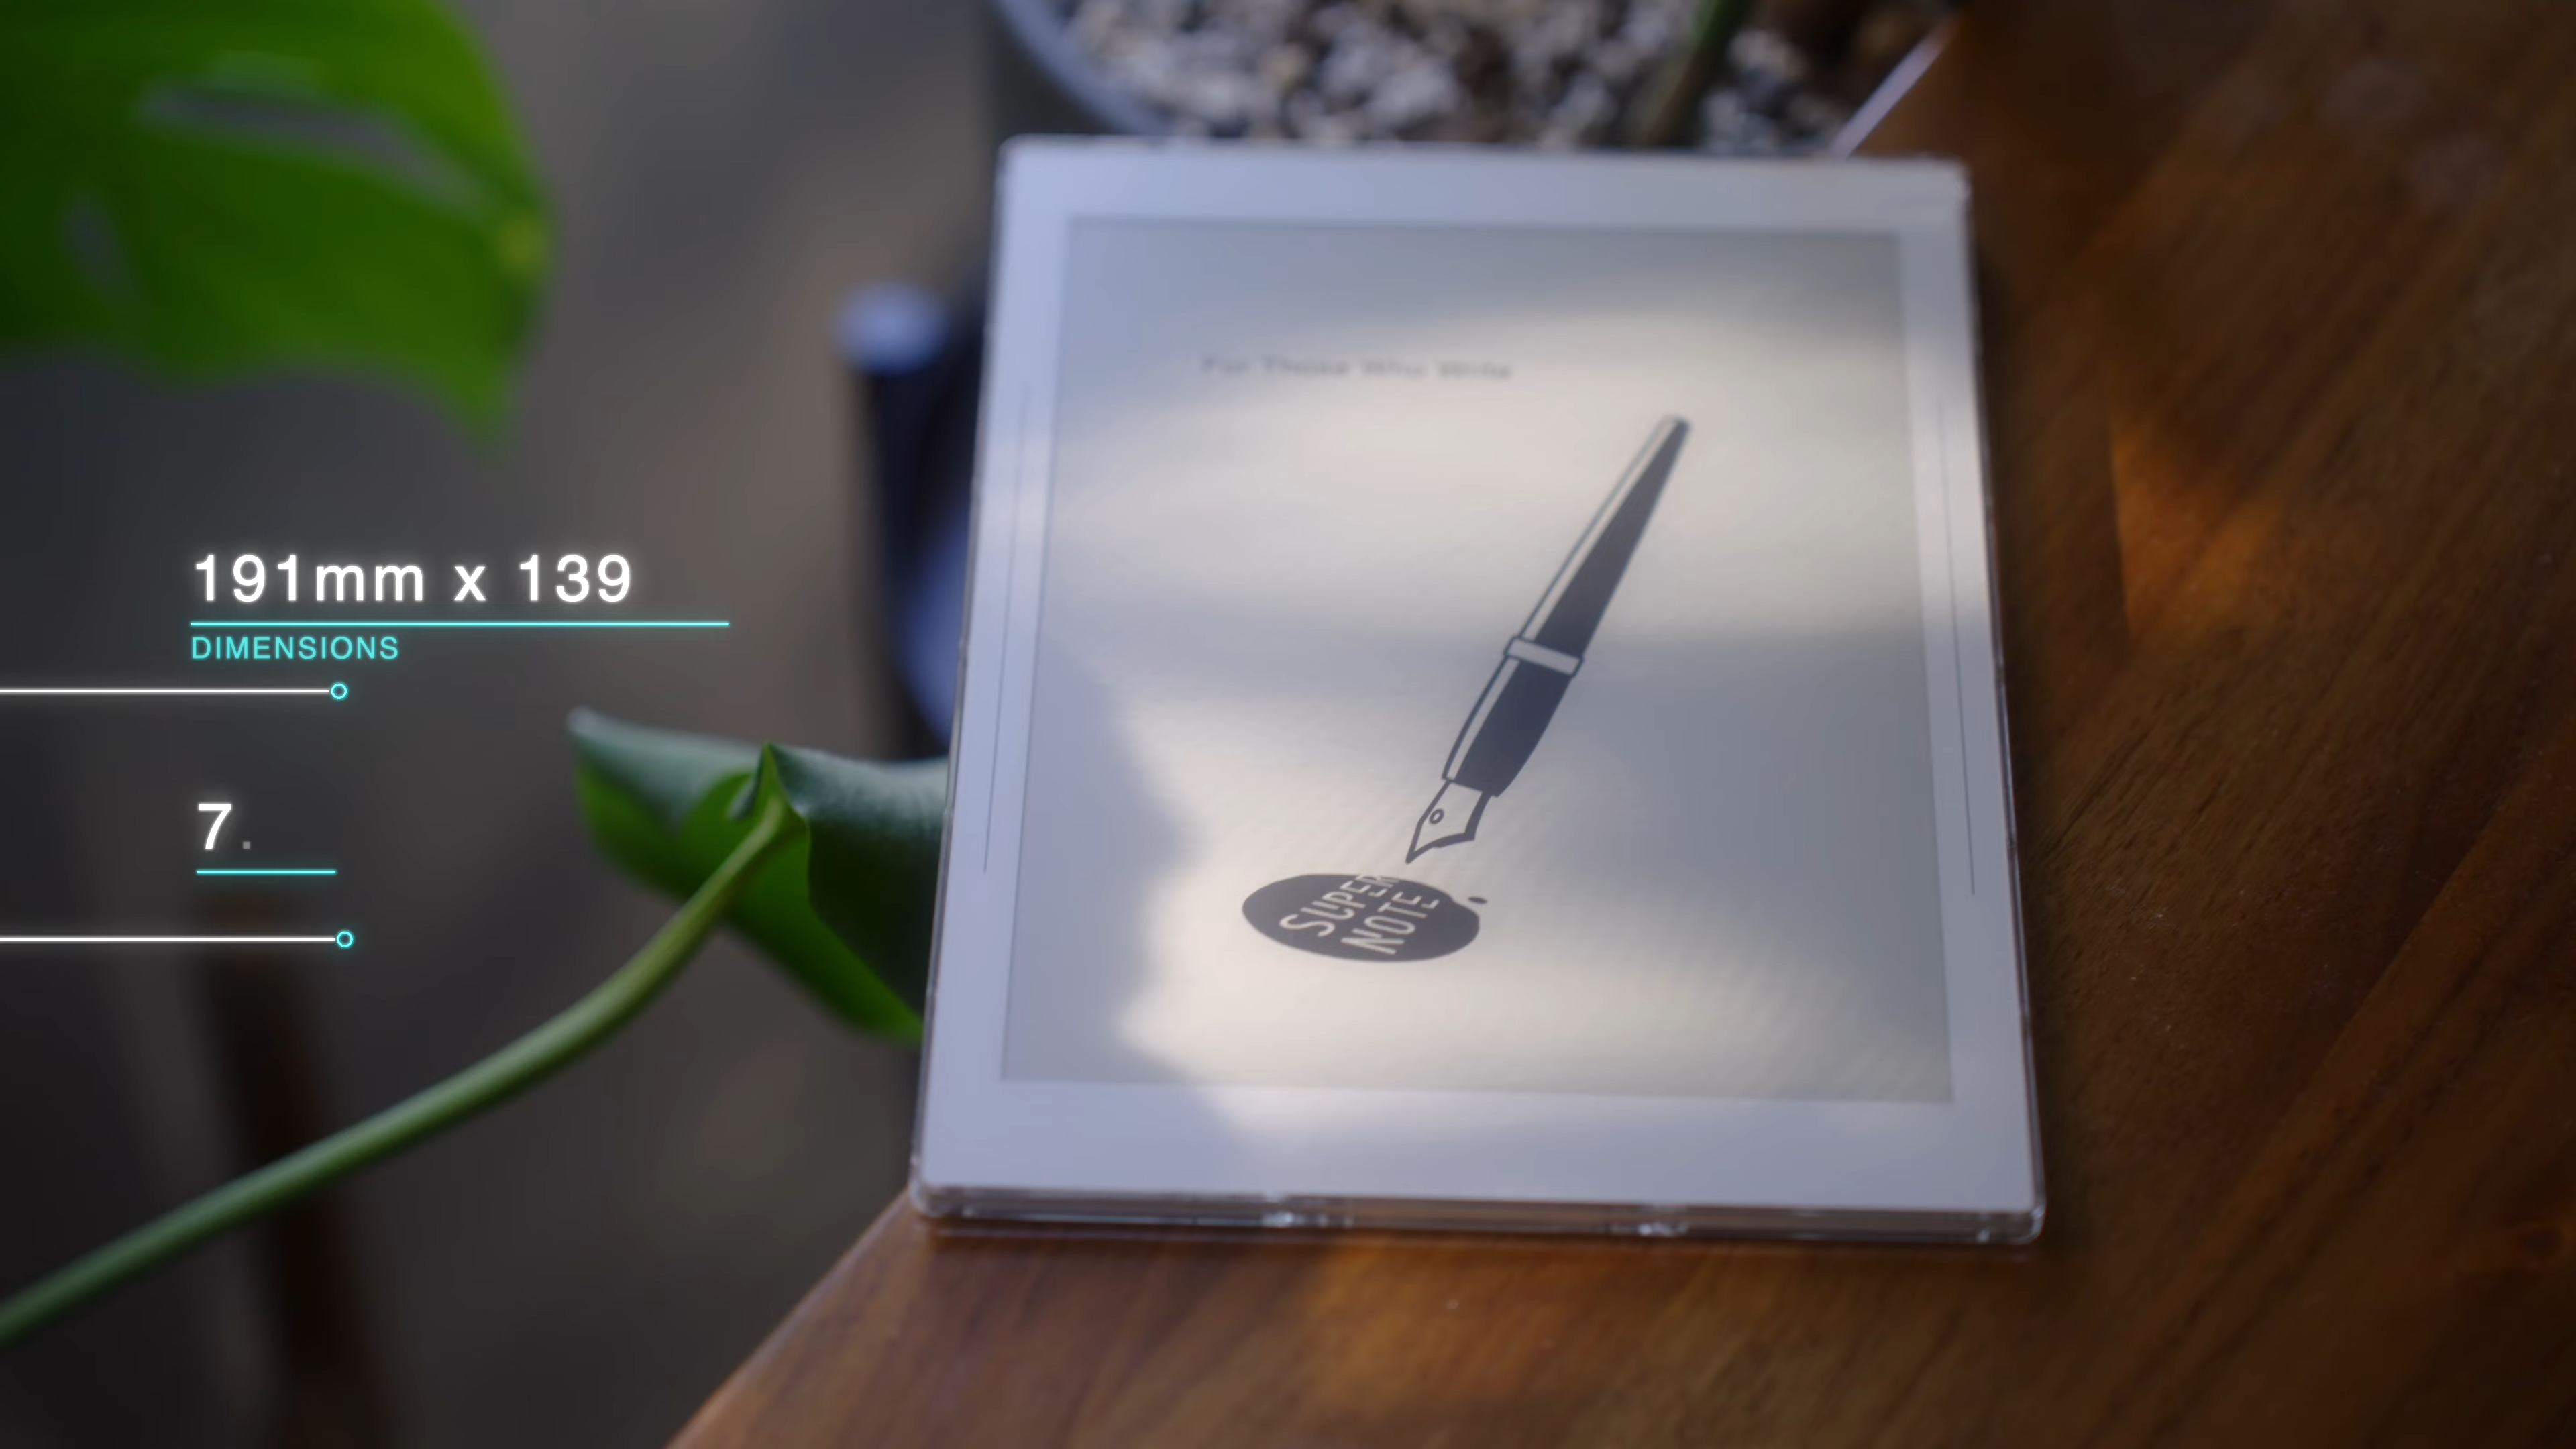 191mm x 139
DIMENSIONS
7.
For Those Who Write
SUPER
NOTE